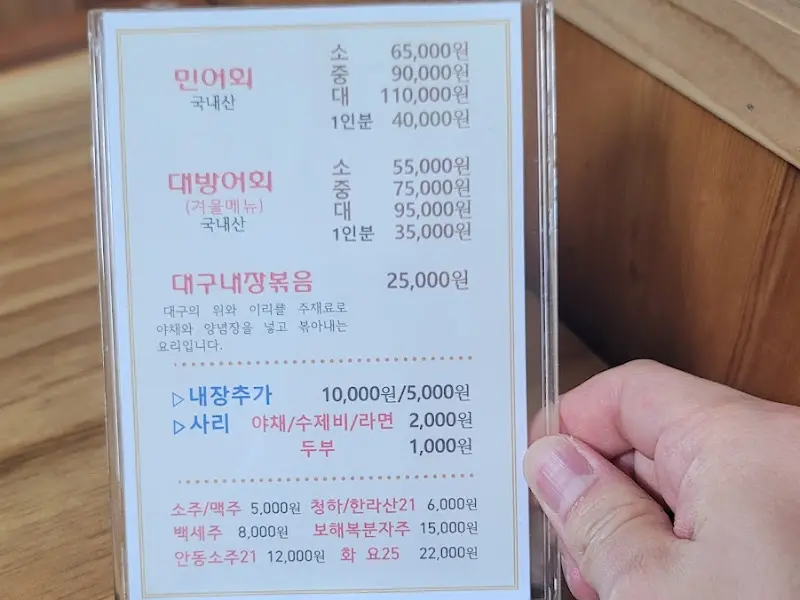 민어회 소 65,000원
국내산 중 90,000원
대 110,000원
1인분 40,000원
대방어회 소 55,000원
(겨울메뉴) 중 75,000원
국내산 대 95,000원
1인분 35,000원
대구내장볶음 25,000원
대구의 위와 이리를 주재료로
야채와 양념장을 넣고 볶아내는
요리입니다.
▷내장추가 10,000원/5,000원
▷사리 야채/수제비/라면 2,000원
두부 1,000원
소주/맥주 5,000원 청하/한라산21 6,000원
백세주 8,000원 보해복분자주 15,000원
안동소주21 12,000원 화 요25 22,000원